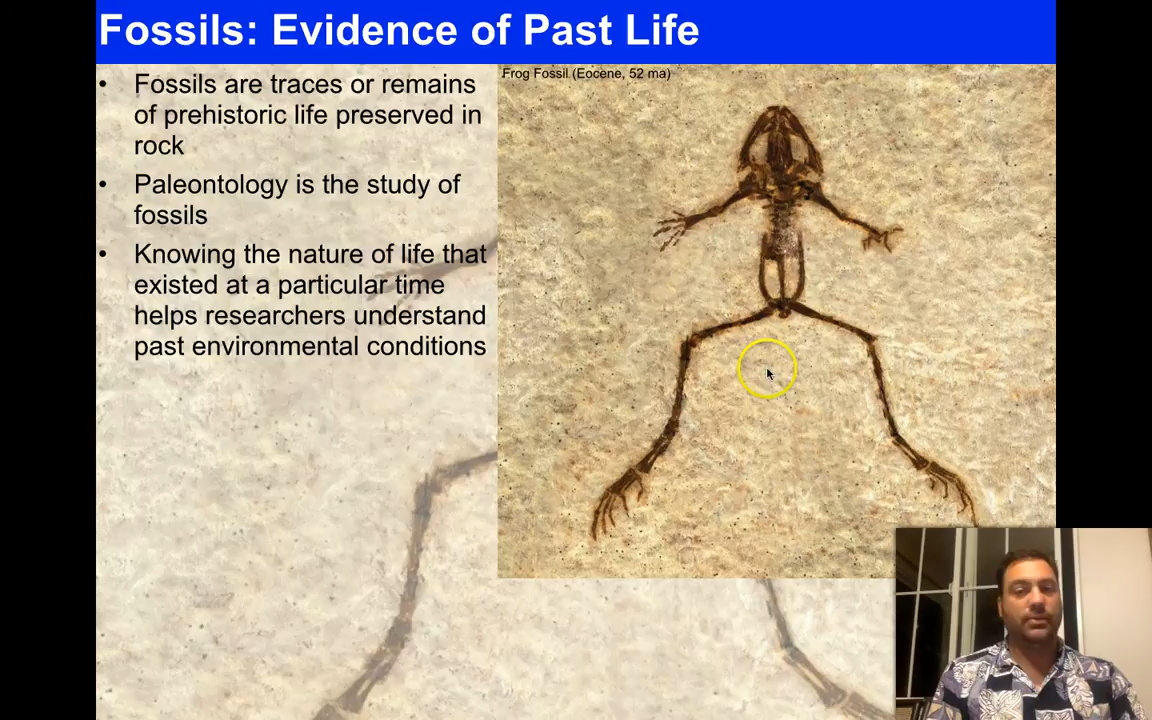 Fossils: Evidence of Past Life
Frog Fossil (Eocene, 52 ma)
• Fossils are traces or remains
of prehistoric life preserved in
rock
• Paleontology is the study of
fossils
• Knowing the nature of life that
existed at a particular time
helps researchers understand
past environmental conditions